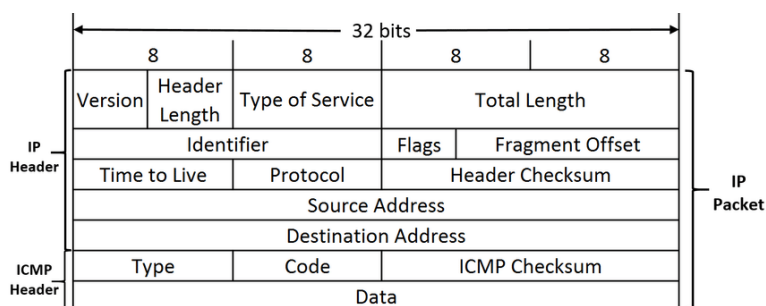 32 bits
8 8 8 8
Version Header Length Type of Service Total Length
IP Header
Identifier Flags Fragment Offset
Time to Live Protocol Header Checksum
IP Packet
Source Address
Destination Address
ICMP Header
Type Code ICMP Checksum
Data